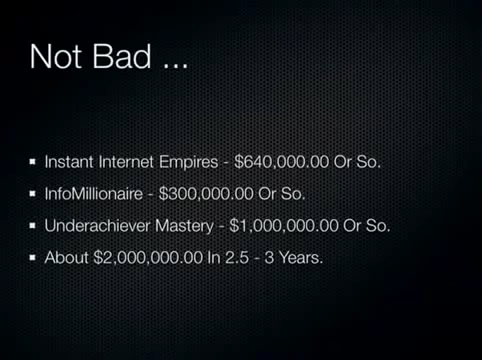 Not Bad ...
Instant Internet Empires - $640,000.00 Or So.
InfoMillionaire - $300,000.00 Or So.
Underachiever Mastery - $1,000,000.00 Or So.
About $2,000,000.00 In 2.5 - 3 Years.